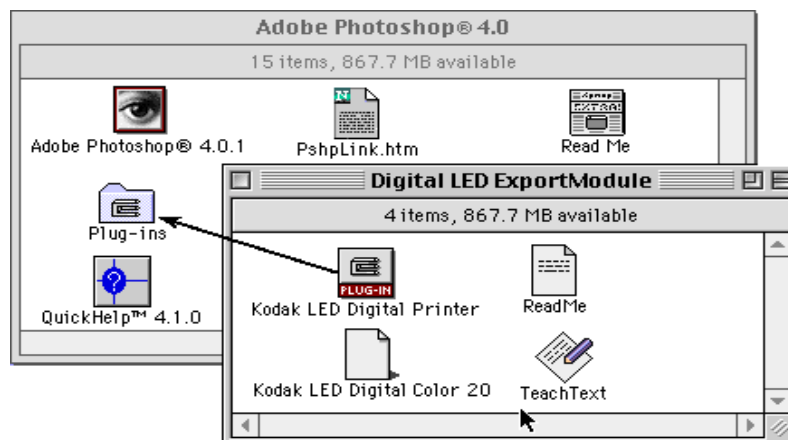 Adobe Photoshop® 4.0
15 items, 867.7 MB available
Adobe Photoshop® 4.0.1
PshpLink.htm
Read Me
Plug-ins
QuickHelp™ 4.1.0
Digital LED ExportModule
4 items, 867.7 MB available
PLUG-IN
Kodak LED Digital Printer
ReadMe
Kodak LED Digital Color 20
TeachText